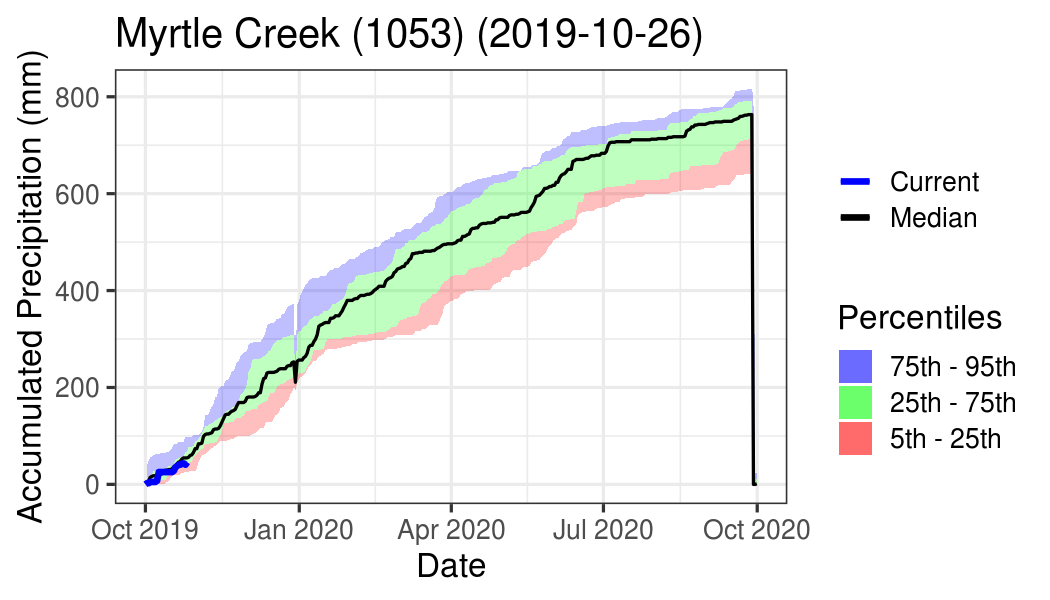 Myrtle Creek (1053) (2019-10-26)
Accumulated Precipitation (mm)
800
600
400
200
0
Oct 2019
Jan 2020
Apr 2020
Jul 2020
Oct 2020
Date
Current
Median
Percentiles
75th - 95th
25th - 75th
5th - 25th